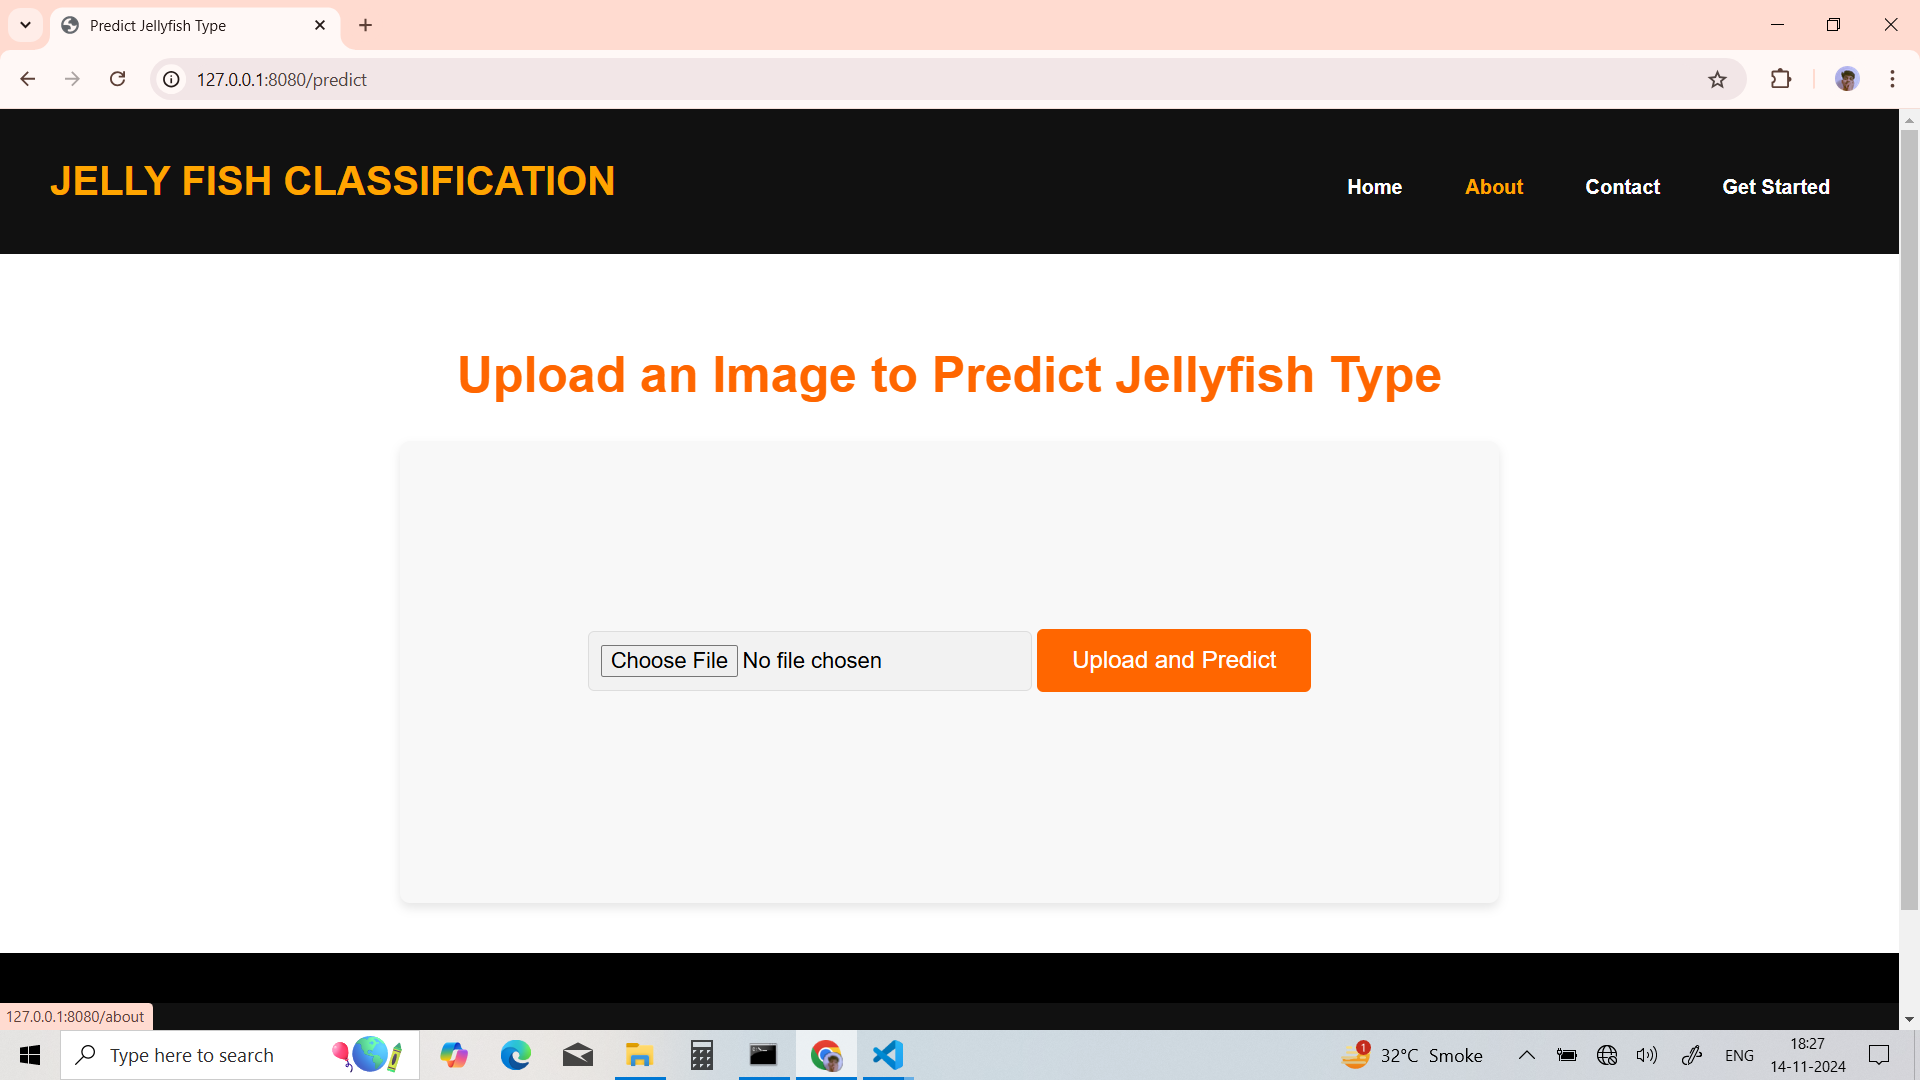 Predict Jellyfish Type
127.0.0.1:8080/predict
JELLY FISH CLASSIFICATION
Home About Contact Get Started
Upload an Image to Predict Jellyfish Type
Choose File No file chosen
Upload and Predict
127.0.0.1:8080/about
Type here to search
1
32°C Smoke
ENG
18:27
14-11-2024